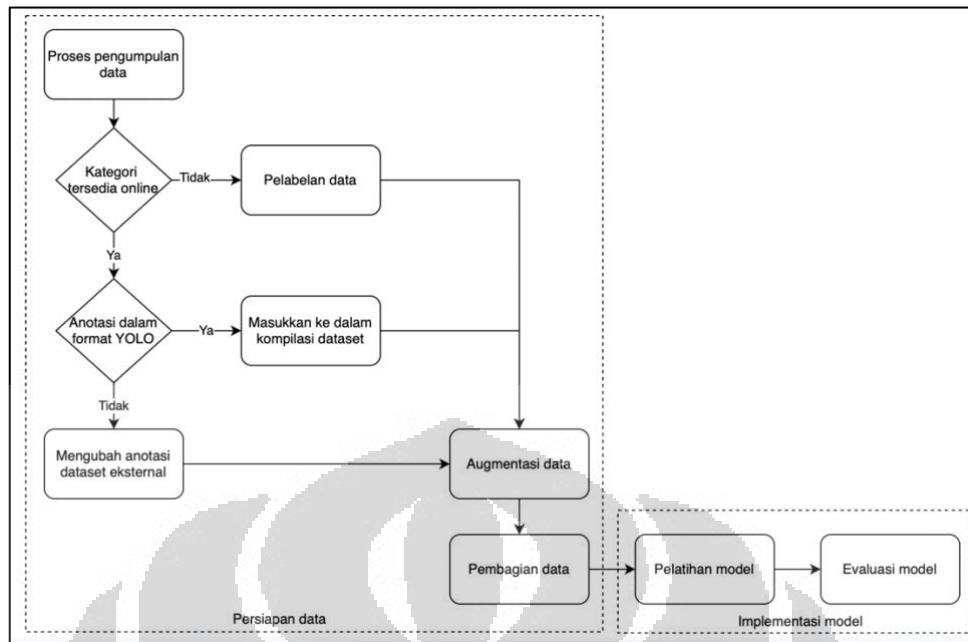 Proses pengumpulan
data
Kategori
tersedia online
Tidak
Pelabelan data
Ya
Anotasi dalam
format YOLO
Ya
Masukkan ke dalam
kompilasi dataset
Tidak
Mengubah anotasi
dataset eksternal
Augmentasi data
Pembagian data
Pelatihan model
Evaluasi model
Persiapan data
Implementasi model